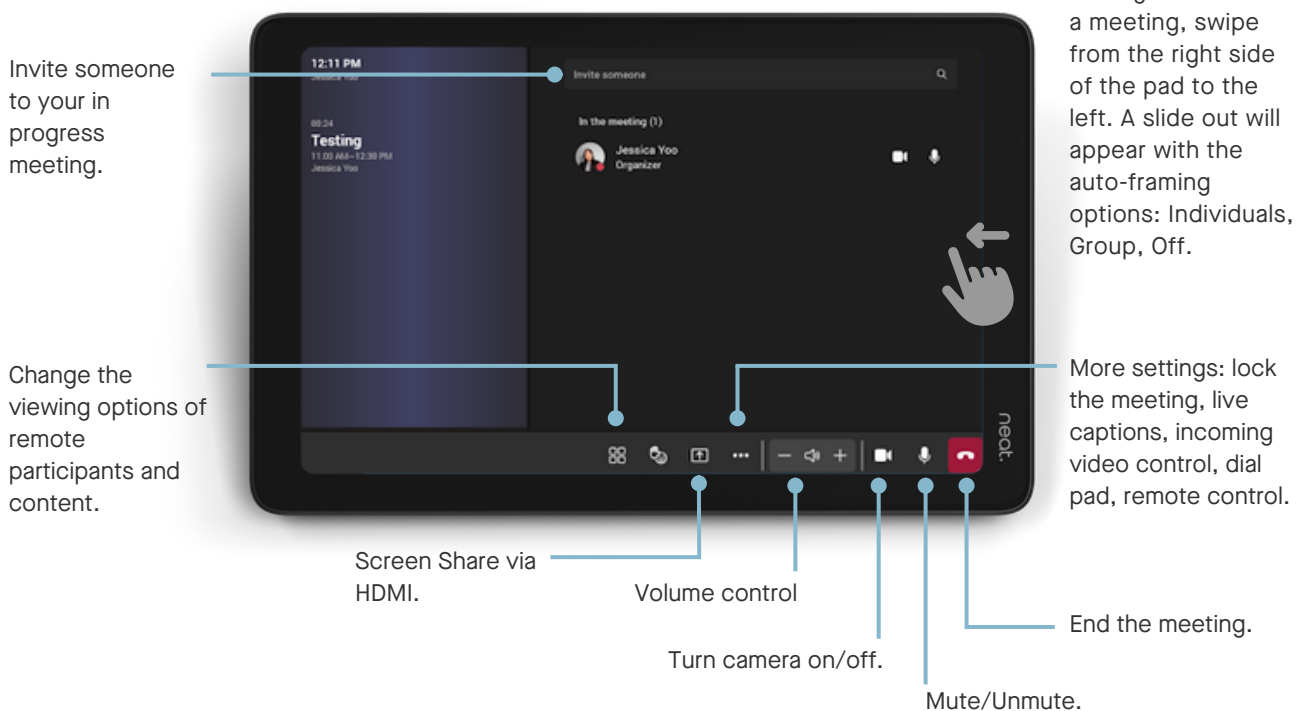 a meeting, swipe
from the right side
of the pad to the
left. A slide out will
appear with the
auto-framing
options: Individuals,
Group, Off.
Invite someone
to your in
progress
meeting.
12:11 PM
Jessica Yoo
00:24
Testing
11:00 AM–12:30 PM
Jessica Yoo
Invite someone
In the meeting (1)
Jessica Yoo
Organizer
neat.
Change the
viewing options of
remote
participants and
content.
More settings: lock
the meeting, live
captions, incoming
video control, dial
pad, remote control.
Screen Share via
HDMI.
Volume control
Turn camera on/off.
Mute/Unmute.
End the meeting.